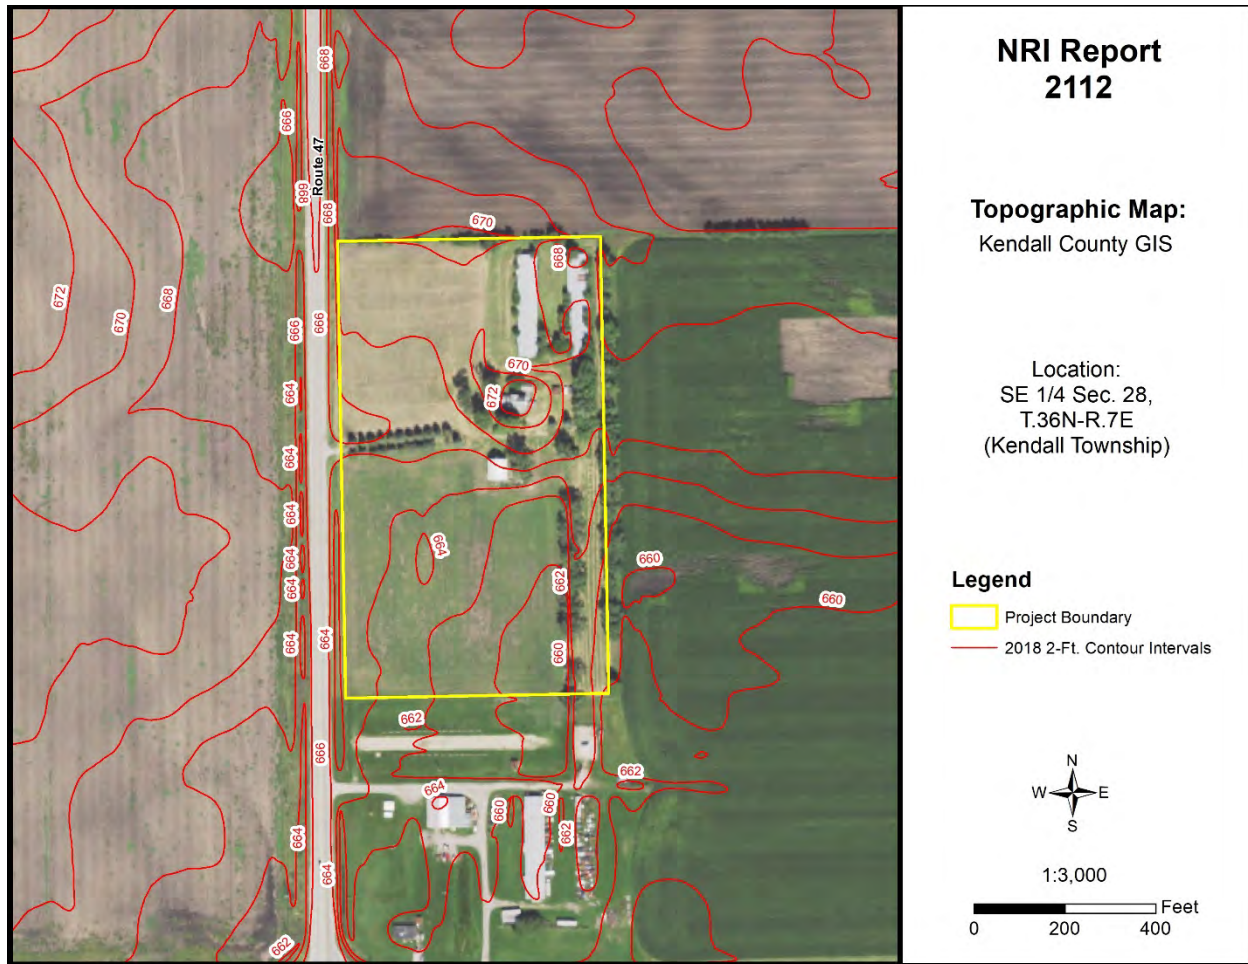 NRI Report
2112
Topographic Map:
Kendall County GIS
Location:
SE 1/4 Sec. 28,
T.36N-R.7E
(Kendall Township)
Legend
Project Boundary
2018 2-Ft. Contour Intervals
N
W E
S
1:3,000
Feet
0 200 400
Route 47
668
666
668
668
670
668
672
670
668
666
666
664
670
672
664
664
664
664
664
664
664
662
660
660
660
662
666
662
664
660
660
662
664
664
662